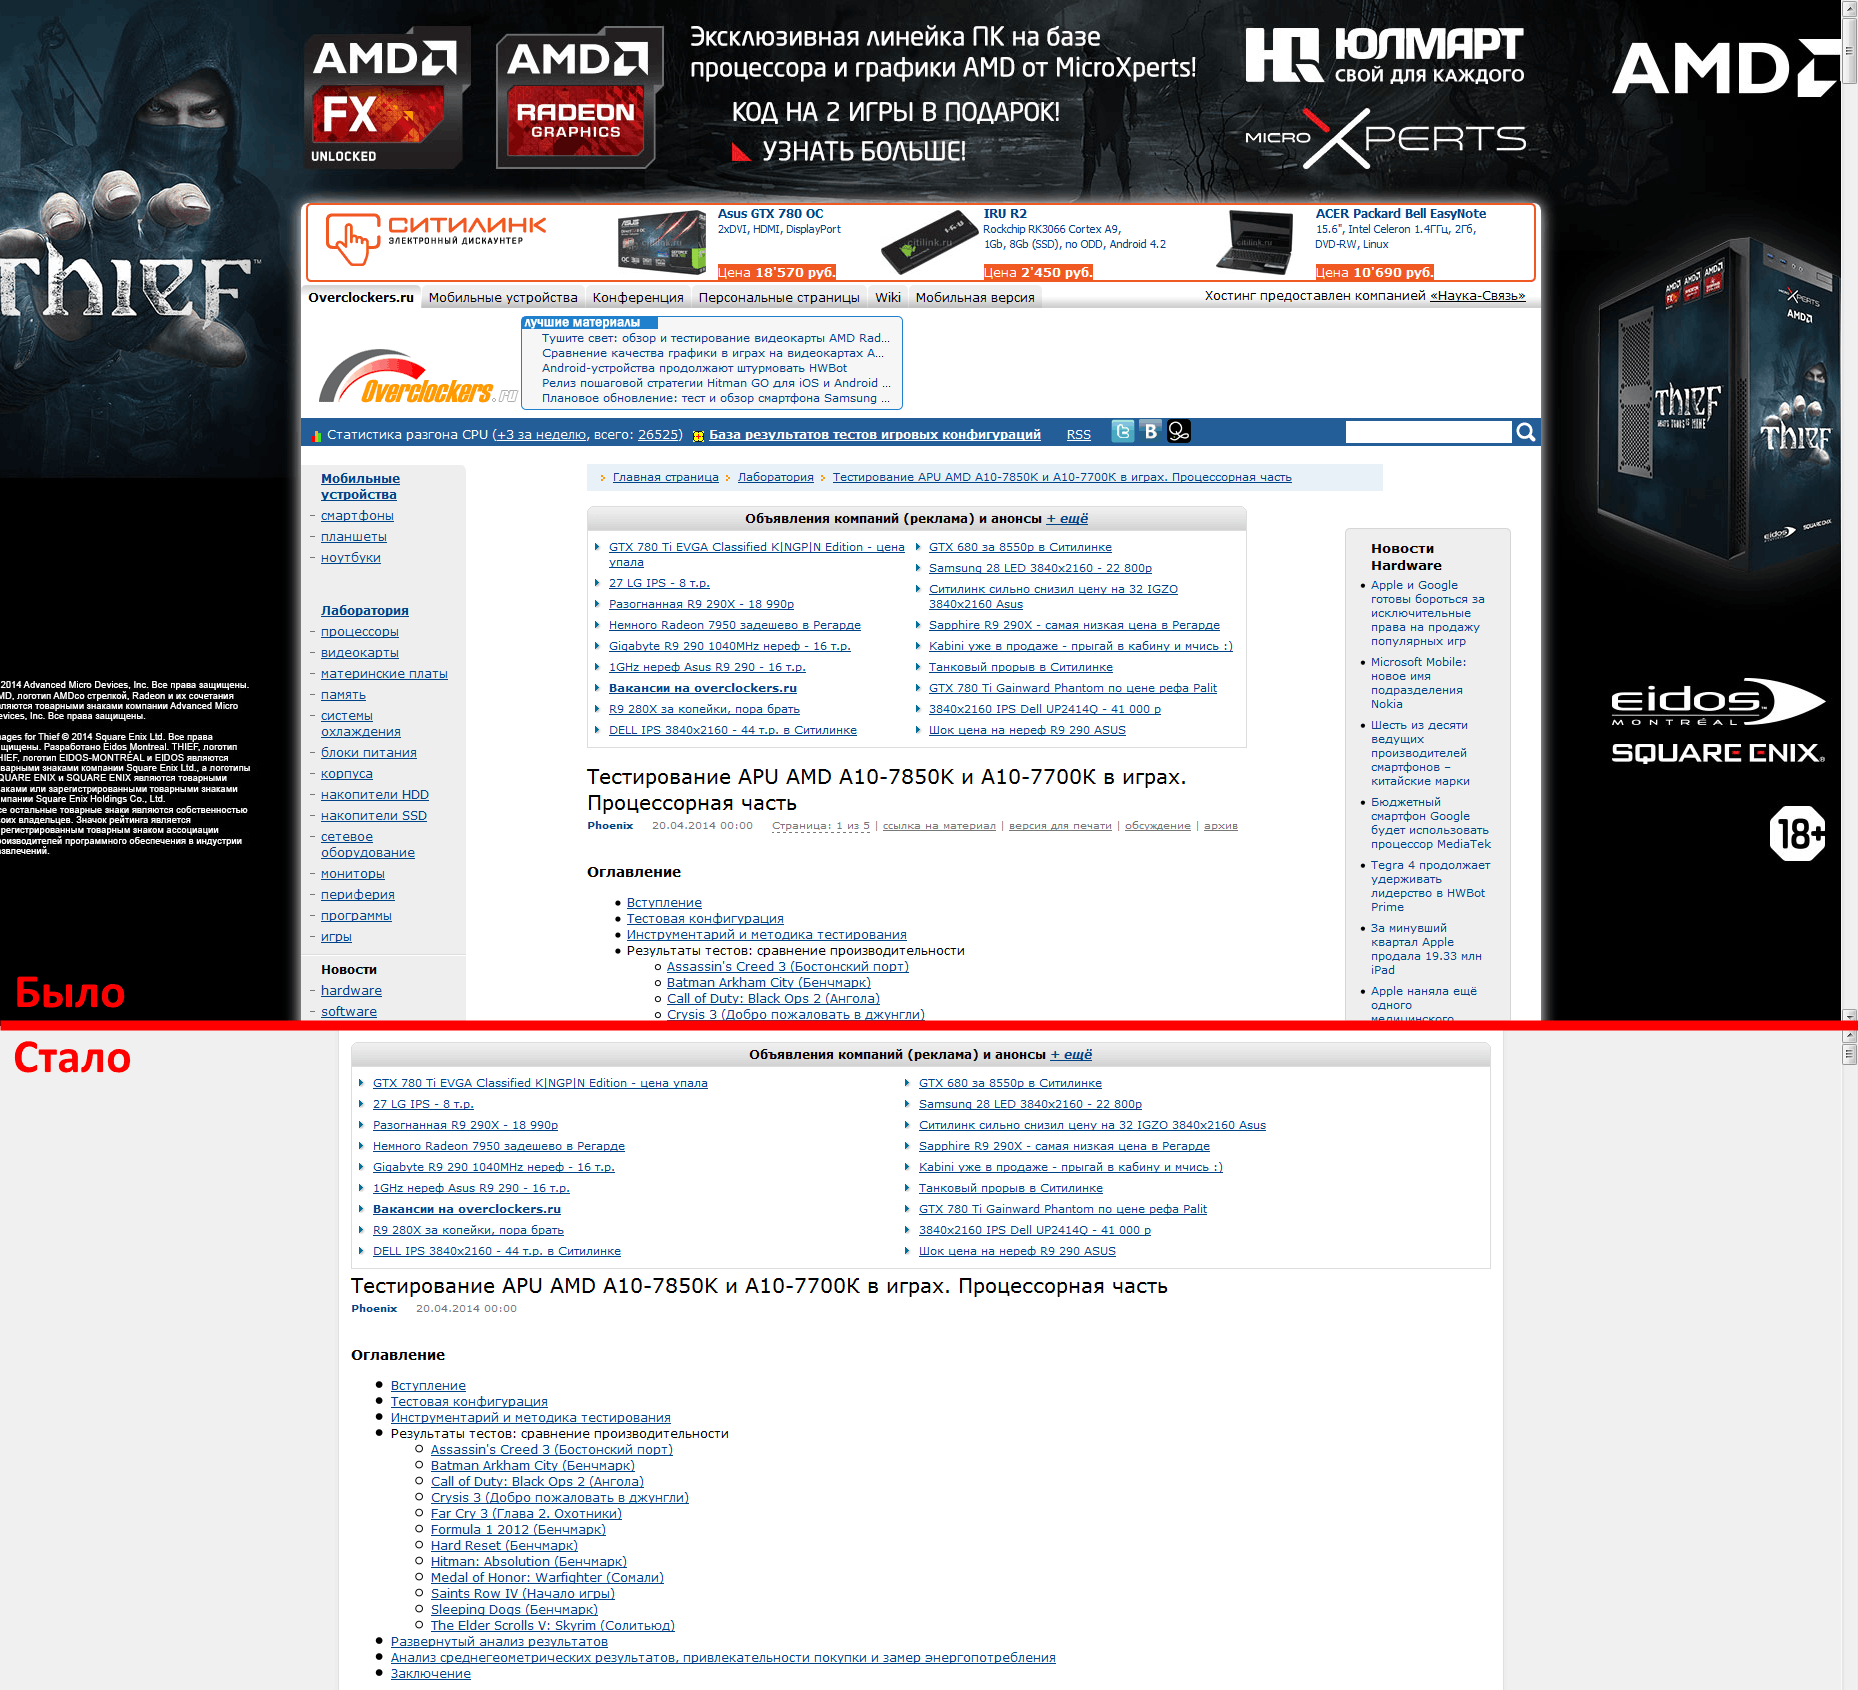 AMD
FX
UNLOCKED
AMD
RADEON
GRAPHICS
Эксклюзивная линейка ПК на базе
процессора и графики AMD от MicroXperts!
КОД НА 2 ИГРЫ В ПОДАРОК!
УЗНАТЬ БОЛЬШЕ!
ЮЛМАРТ
СВОЙ ДЛЯ КАЖДОГО
MICRO XPERTS
AMD
THIEF™
СИТИЛИНК
ЭЛЕКТРОННЫЙ ДИСКАУНТЕР
Asus GTX 780 OC
2xDVI, HDMI, DisplayPort
Цена 18'570 руб.
IRU R2
Rockchip RK3066 Cortex A9,
1Gb, 8Gb (SSD), no ODD, Android 4.2
Цена 2'450 руб.
ACER Packard Bell EasyNote
15.6", Intel Celeron 1.4ГГц, 2Гб,
DVD-RW, Linux
Цена 10'690 руб.
Overclockers.ru Мобильные устройства Конференция Персональные страницы Wiki Мобильная версия Хостинг предоставлен компанией «Наука-Связь»
лучшие материалы
Тушите свет: обзор и тестирование видеокарты AMD Rad...
Сравнение качества графики в играх на видеокартах A...
Android-устройства продолжают штурмовать HWBot
Релиз пошаговой стратегии Hitman GO для iOS и Android ...
Плановое обновление: тест и обзор смартфона Samsung ...
Overclockers.ru
Статистика разгона CPU (+3 за неделю, всего: 26525) База результатов тестов игровых конфигураций RSS
Мобильные
устройства
- смартфоны
- планшеты
- ноутбуки
Лаборатория
- процессоры
- видеокарты
- материнские платы
- память
- системы
охлаждения
- блоки питания
- корпуса
- накопители HDD
- накопители SSD
- сетевое
оборудование
- мониторы
- периферия
- программы
- игры
Новости
- hardware
- software
Главная страница Лаборатория Тестирование APU AMD A10-7850K и A10-7700K в играх. Процессорная часть
Объявления компаний (реклама) и анонсы + ещё
GTX 780 Ti EVGA Classified K|NGP|N Edition - цена
упала
27 LG IPS - 8 т.р.
Разогнанная R9 290X - 18 990р
Немного Radeon 7950 задешево в Регарде
Gigabyte R9 290 1040MHz нереф - 16 т.р.
1GHz нереф Asus R9 290 - 16 т.р.
Вакансии на overclockers.ru
R9 280X за копейки, пора брать
DELL IPS 3840x2160 - 44 т.р. в Ситилинке
GTX 680 за 8550р в Ситилинке
Samsung 28 LED 3840x2160 - 22 800р
Ситилинк сильно снизил цену на 32 IGZO
3840x2160 Asus
Sapphire R9 290X - самая низкая цена в Регарде
Kabini уже в продаже - прыгай в кабину и мчись :)
Танковый прорыв в Ситилинке
GTX 780 Ti Gainward Phantom по цене рефа Palit
3840x2160 IPS Dell UP2414Q - 41 000 р
Шок цена на нереф R9 290 ASUS
Тестирование APU AMD A10-7850K и A10-7700K в играх.
Процессорная часть
Phoenix 20.04.2014 00:00 Страница: 1 из 5 | ссылка на материал | версия для печати | обсуждение | архив
Оглавление
Вступление
Тестовая конфигурация
Инструментарий и методика тестирования
Результаты тестов: сравнение производительности
Assassin's Creed 3 (Бостонский порт)
Batman Arkham City (Бенчмарк)
Call of Duty: Black Ops 2 (Ангола)
Crysis 3 (Добро пожаловать в джунгли)
Новости
Hardware
Apple и Google
готовы бороться за
исключительные
права на продажу
популярных игр
Microsoft Mobile:
новое имя
подразделения
Nokia
Шесть из десяти
ведущих
производителей
смартфонов –
китайские марки
Бюджетный
смартфон Google
будет использовать
процессор MediaTek
Tegra 4 продолжает
удерживать
лидерство в HWBot
Prime
За минувший
квартал Apple
продала 19.33 млн
iPad
Apple наняла ещё
одного
медицинского
2014 Advanced Micro Devices, Inc. Все права защищены.
MD, логотип AMDсо стрелкой, Radeon и их сочетания
вляются товарными знаками компании Advanced Micro
evices, Inc. Все права защищены.
ages for Thief © 2014 Square Enix Ltd. Все права
ащищены. Разработано Eidos Montreal. THIEF, логотип
HIEF, логотип EIDOS-MONTRÉAL и EIDOS являются
варными знаками компании Square Enix Ltd., а логотипы
QUARE ENIX и SQUARE ENIX являются товарными
аками или зарегистрированными товарными знаками
мпании Square Enix Holdings Co., Ltd.
се остальные товарные знаки являются собственностью
оих владельцев. Значок рейтинга является
регистрированным товарным знаком ассоциации
роизводителей программного обеспечения в индустрии
звлечений.
XPERTS
AMD
THIEF
WHAT'S YOURS IS MINE
THIEF
eidos
SQUARE ENIX
eidos
MONTRÉAL
SQUARE ENIX®
18+
Было
Стало
Объявления компаний (реклама) и анонсы + ещё
GTX 780 Ti EVGA Classified K|NGP|N Edition - цена упала
27 LG IPS - 8 т.р.
Разогнанная R9 290X - 18 990р
Немного Radeon 7950 задешево в Регарде
Gigabyte R9 290 1040MHz нереф - 16 т.р.
1GHz нереф Asus R9 290 - 16 т.р.
Вакансии на overclockers.ru
R9 280X за копейки, пора брать
DELL IPS 3840x2160 - 44 т.р. в Ситилинке
GTX 680 за 8550р в Ситилинке
Samsung 28 LED 3840x2160 - 22 800р
Ситилинк сильно снизил цену на 32 IGZO 3840x2160 Asus
Sapphire R9 290X - самая низкая цена в Регарде
Kabini уже в продаже - прыгай в кабину и мчись :)
Танковый прорыв в Ситилинке
GTX 780 Ti Gainward Phantom по цене рефа Palit
3840x2160 IPS Dell UP2414Q - 41 000 р
Шок цена на нереф R9 290 ASUS
Тестирование APU AMD A10-7850K и A10-7700K в играх. Процессорная часть
Phoenix 20.04.2014 00:00
Оглавление
Вступление
Тестовая конфигурация
Инструментарий и методика тестирования
Результаты тестов: сравнение производительности
Assassin's Creed 3 (Бостонский порт)
Batman Arkham City (Бенчмарк)
Call of Duty: Black Ops 2 (Ангола)
Crysis 3 (Добро пожаловать в джунгли)
Far Cry 3 (Глава 2. Охотники)
Formula 1 2012 (Бенчмарк)
Hard Reset (Бенчмарк)
Hitman: Absolution (Бенчмарк)
Medal of Honor: Warfighter (Сомали)
Saints Row IV (Начало игры)
Sleeping Dogs (Бенчмарк)
The Elder Scrolls V: Skyrim (Солитьюд)
Развернутый анализ результатов
Анализ среднегеометрических результатов, привлекательности покупки и замер энергопотребления
Заключение